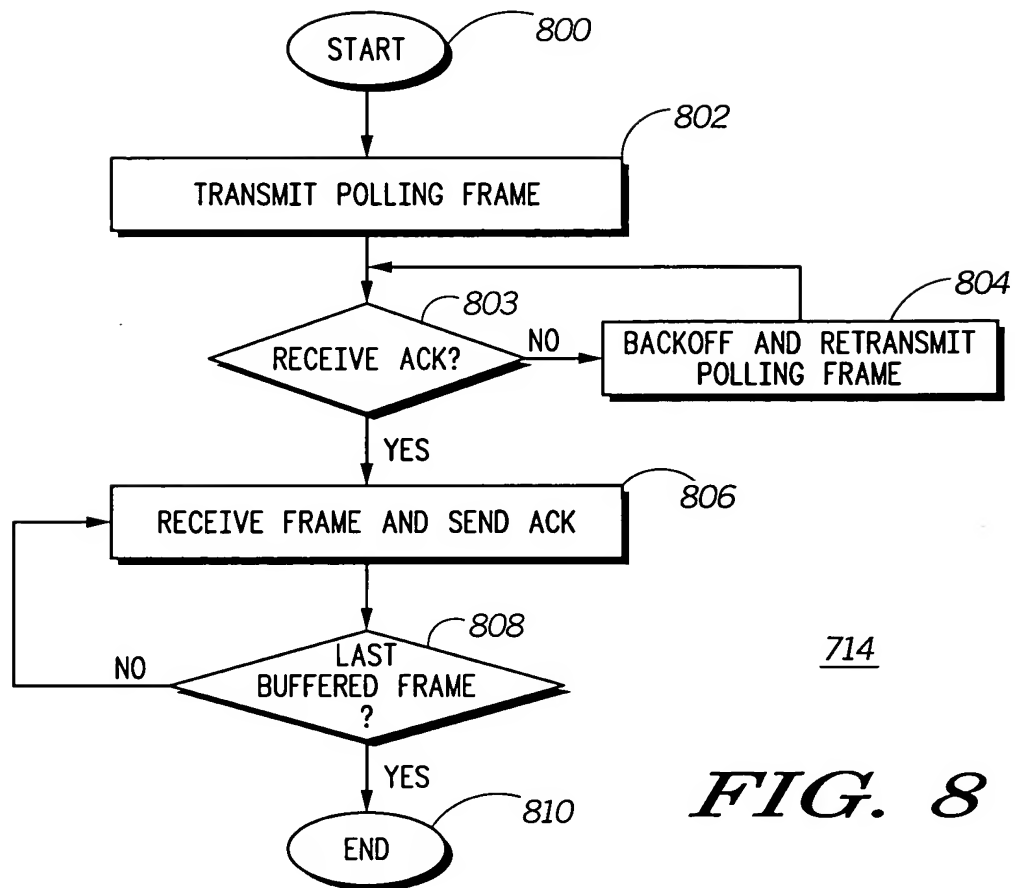 START
800
802
TRANSMIT POLLING FRAME
803
804
RECEIVE ACK?
NO
BACKOFF AND RETRANSMIT
POLLING FRAME
YES
806
RECEIVE FRAME AND SEND ACK
808
LAST
BUFFERED FRAME
?
NO
714
YES
810
END
FIG. 8